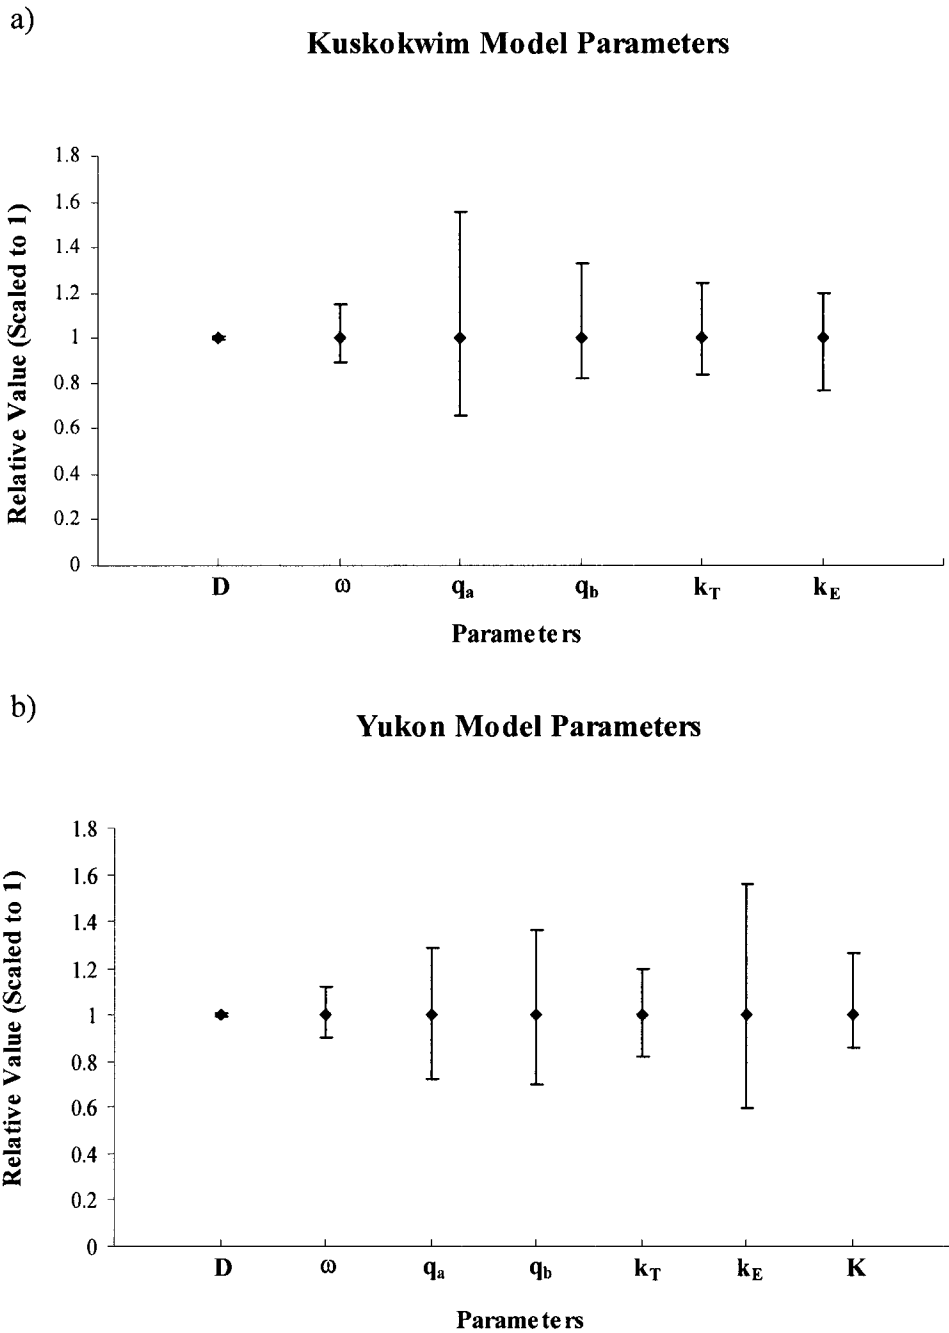 a)
Kuskokwim Model Parameters
Relative Value (Scaled to 1)
1.8
1.6
1.4
1.2
1
0.8
0.6
0.4
0.2
0
D ω qa qb kT kE
Parameters
b)
Yukon Model Parameters
Relative Value (Scaled to 1)
1.8
1.6
1.4
1.2
1
0.8
0.6
0.4
0.2
0
D ω qa qb kT kE K
Parameters